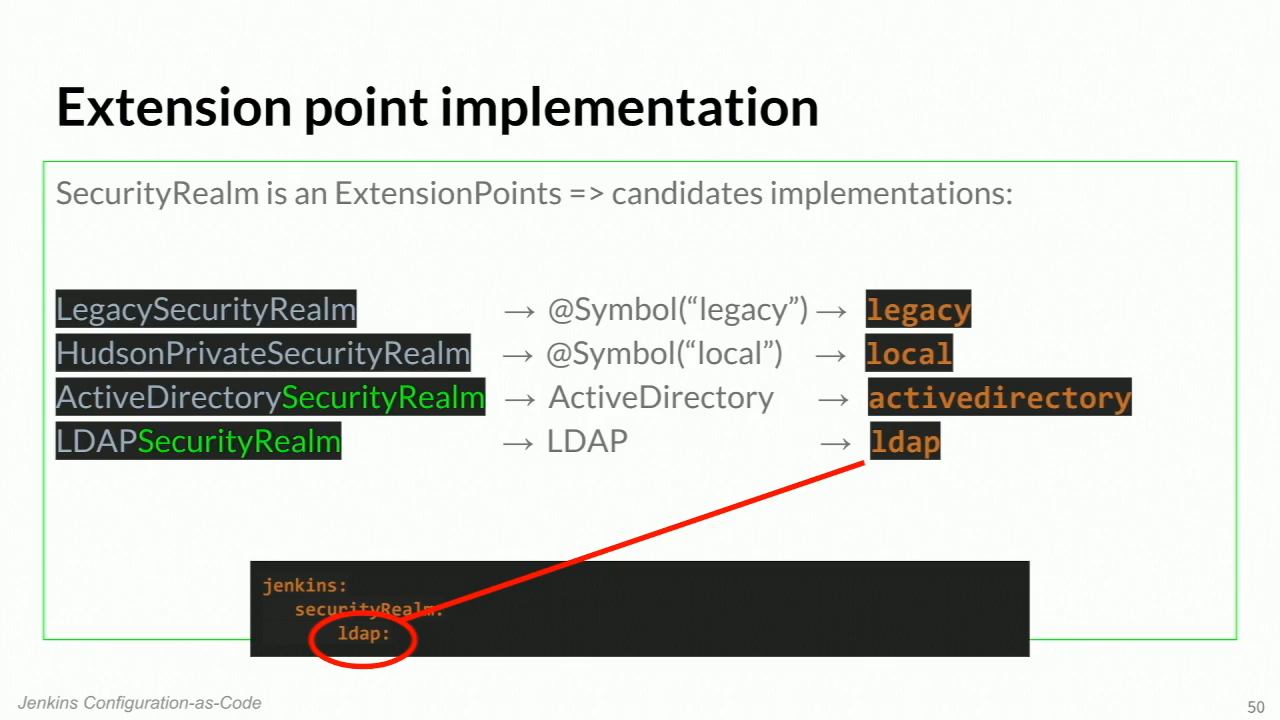 Extension point implementation
SecurityRealm is an ExtensionPoints => candidates implementations:
LegacySecurityRealm → @Symbol(“legacy”) → legacy
HudsonPrivateSecurityRealm → @Symbol(“local”) → local
ActiveDirectorySecurityRealm → ActiveDirectory → activedirectory
LDAPSecurityRealm → LDAP → ldap
jenkins:
securityRealm:
ldap:
Jenkins Configuration-as-Code
50